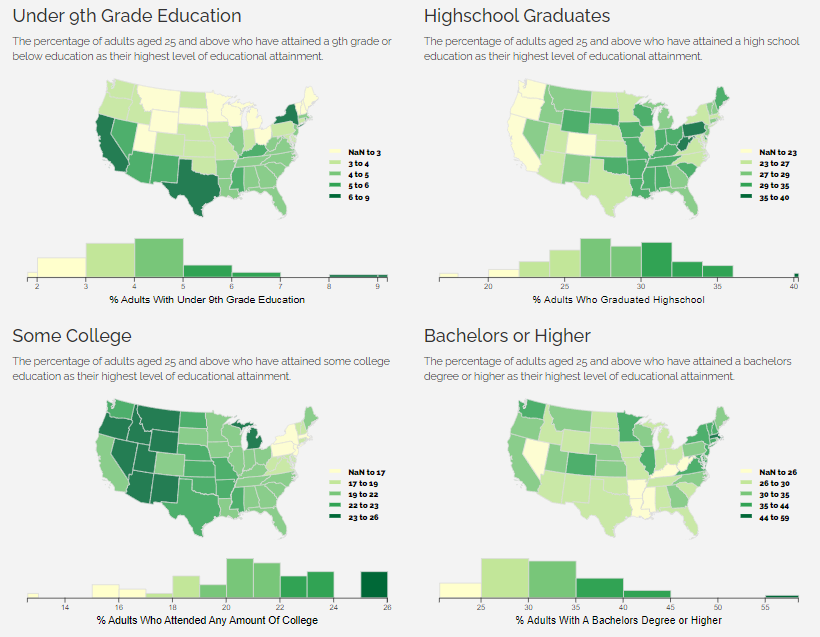 Under 9th Grade Education
The percentage of adults aged 25 and above who have attained a 9th grade or
below education as their highest level of educational attainment.
NaN to 3
3 to 4
4 to 5
5 to 6
6 to 9
2 3 4 5 6 7 8 9
% Adults With Under 9th Grade Education
Highschool Graduates
The percentage of adults aged 25 and above who have attained a high school
education as their highest level of educational attainment.
NaN to 23
23 to 27
27 to 29
29 to 35
35 to 40
20 25 30 35 40
% Adults Who Graduated Highschool
Some College
The percentage of adults aged 25 and above who have attained some college
education as their highest level of educational attainment.
NaN to 17
17 to 19
19 to 22
22 to 23
23 to 26
14 16 18 20 22 24 26
% Adults Who Attended Any Amount Of College
Bachelors or Higher
The percentage of adults aged 25 and above who have attained a bachelors
degree or higher as their highest level of educational attainment.
NaN to 26
26 to 30
30 to 35
35 to 44
44 to 59
25 30 35 40 45 50 55
% Adults With A Bachelors Degree or Higher